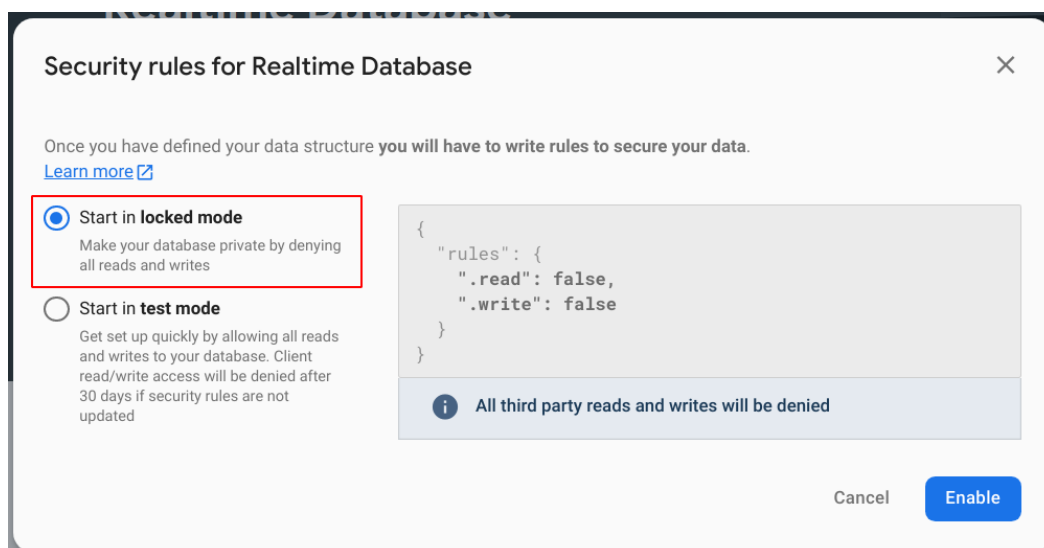 Realtime Database
Security rules for Realtime Database
Once you have defined your data structure you will have to write rules to secure your data.
Learn more
Start in locked mode
Make your database private by denying
all reads and writes
Start in test mode
Get set up quickly by allowing all reads
and writes to your database. Client
read/write access will be denied after
30 days if security rules are not
updated
{
"rules": {
".read": false,
".write": false
}
}
All third party reads and writes will be denied
Cancel
Enable